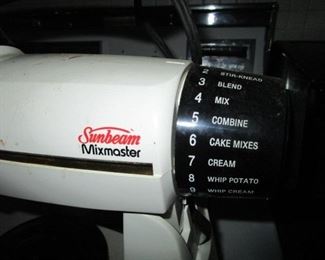 Sunbeam
Mixmaster
2 STIR-KNEAD
3 BLEND
4 MIX
5 COMBINE
6 CAKE MIXES
7 CREAM
8 WHIP POTATO
9 WHIP CREAM